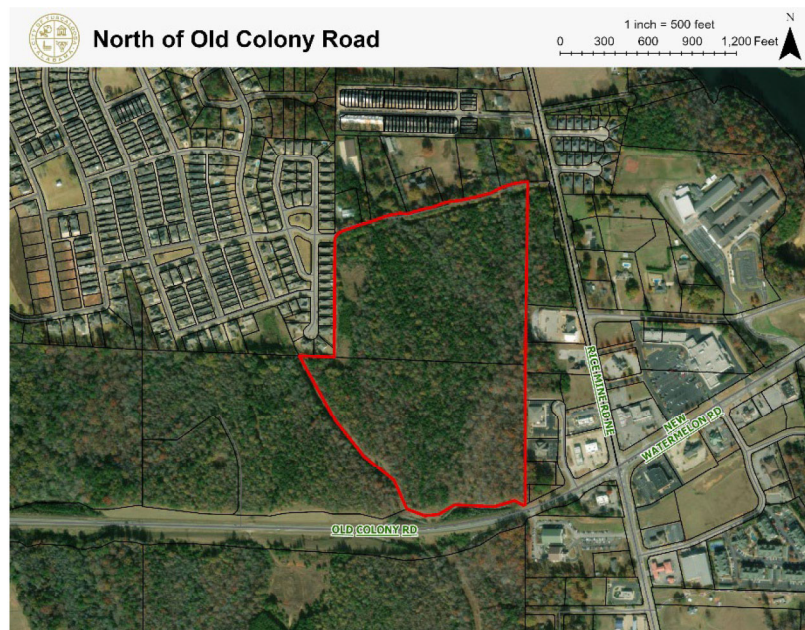 North of Old Colony Road
1 inch = 500 feet
0 300 600 900 1,200 Feet
N
RICE MINE RD NE
NEW
WATERMELON RD
OLD COLONY RD